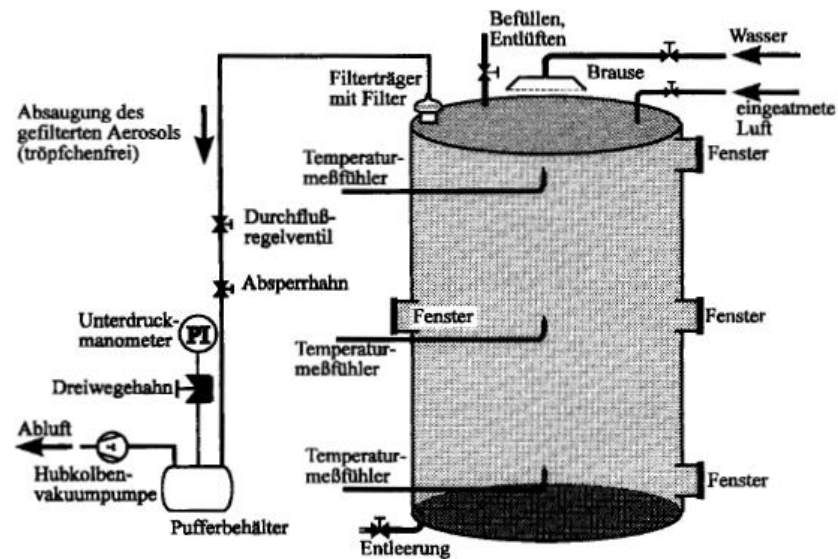 Befüllen,
Entlüften
Wasser
Brause
Filterträger
mit Filter
eingeatmete
Luft
Absaugung des
gefilterten Aerosols
(tröpfchenfrei)
Temperatur-
meßfühler
Fenster
Durchfluß-
regelventil
Absperrhahn
Unterdruck-
manometer
PI
Fenster
Fenster
Temperatur-
meßfühler
Dreiwegehahn
Abluft
Hubkolben-
vakuumpumpe
Temperatur-
meßfühler
Fenster
Pufferbehälter
Entleerung